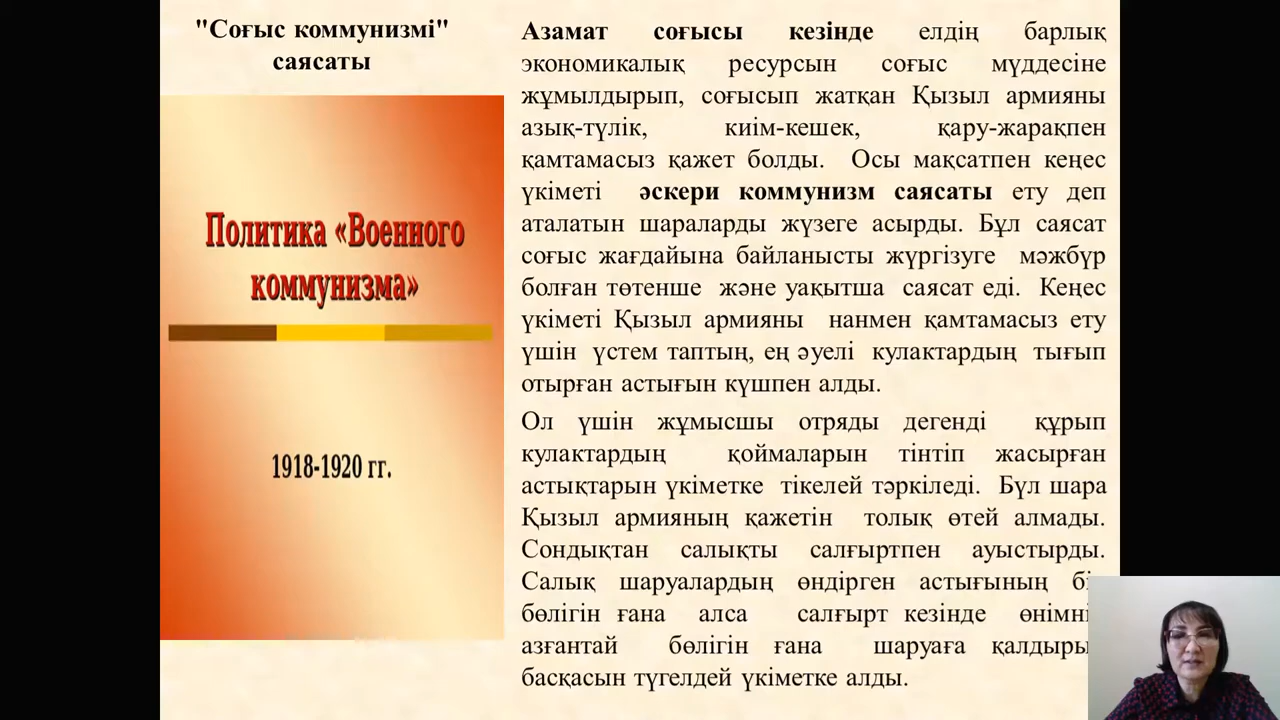 "Соғыс коммунизмі"
саясаты
Политика «Военного
коммунизма»
1918-1920 гг.
Азамат соғысы кезінде елдің барлық
экономикалық ресурсын соғыс мүддесіне
жұмылдырып, соғысып жатқан Қызыл армияны
азық-түлік, киім-кешек, қару-жарақпен
қамтамасыз қажет болды. Осы мақсатпен кеңес
үкіметі әскери коммунизм саясаты ету деп
аталатын шараларды жүзеге асырды. Бұл саясат
соғыс жағдайына байланысты жүргізуге мәжбүр
болған төтенше және уақытша саясат еді. Кеңес
үкіметі Қызыл армияны нанмен қамтамасыз ету
үшін үстем таптың, ең әуелі кулактардың тығып
отырған астығын күшпен алды.
Ол үшін жұмысшы отряды дегенді құрып
кулактардың қоймаларын тінтіп жасырған
астықтарын үкіметке тікелей тәркіледі. Бүл шара
Қызыл армияның қажетін толық өтей алмады.
Сондықтан салықты салғыртпен ауыстырды.
Салық шаруалардың өндірген астығының
бөлігін ғана алса салғырт кезінде
азғантай бөлігін ғана шаруаға
басқасын түгелдей үкіметке алды.